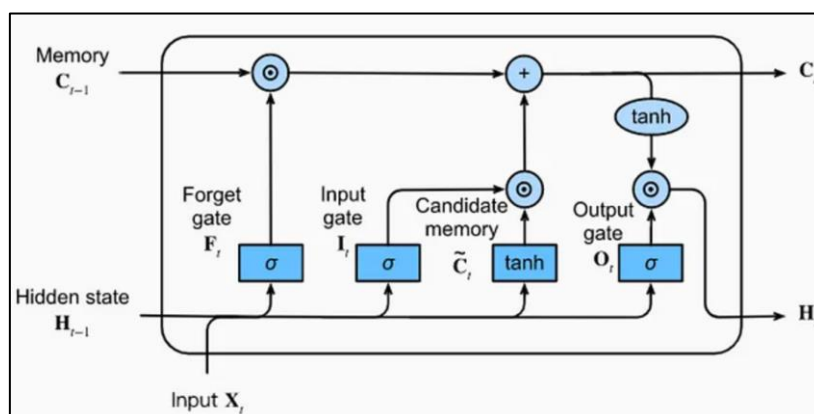 Memory
C_{t-1}
⊙
+
C
tanh
Forget
gate
F_t
Input
gate
I_t
⊙
Candidate
memory
C̃_t
Output
gate
O_t
⊙
σ
σ
tanh
σ
Hidden state
H_{t-1}
H
Input X_t